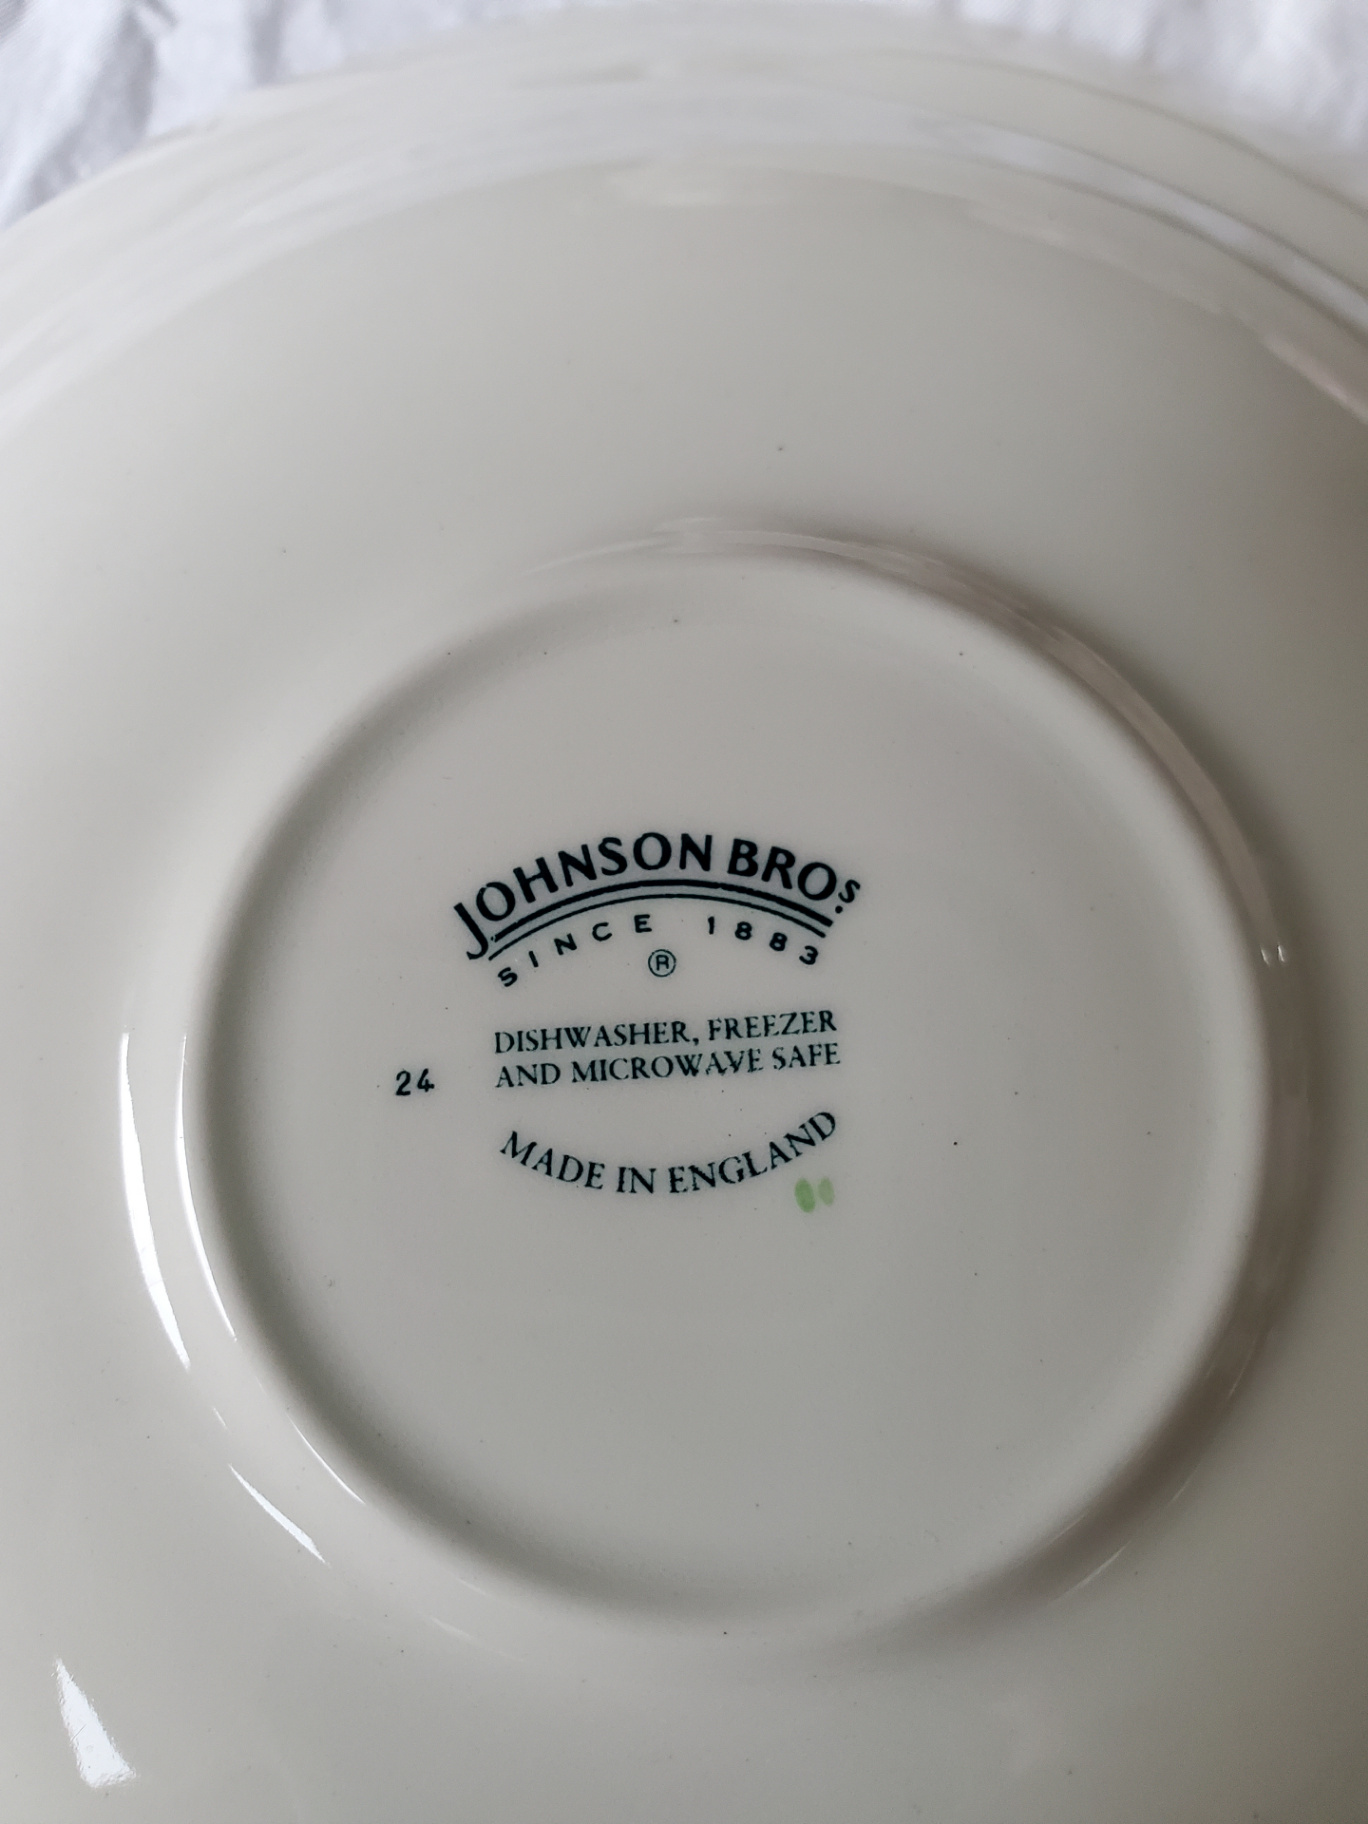 JOHNSON BROS.
SINCE 1883
®
DISHWASHER, FREEZER
AND MICROWAVE SAFE
24
MADE IN ENGLAND